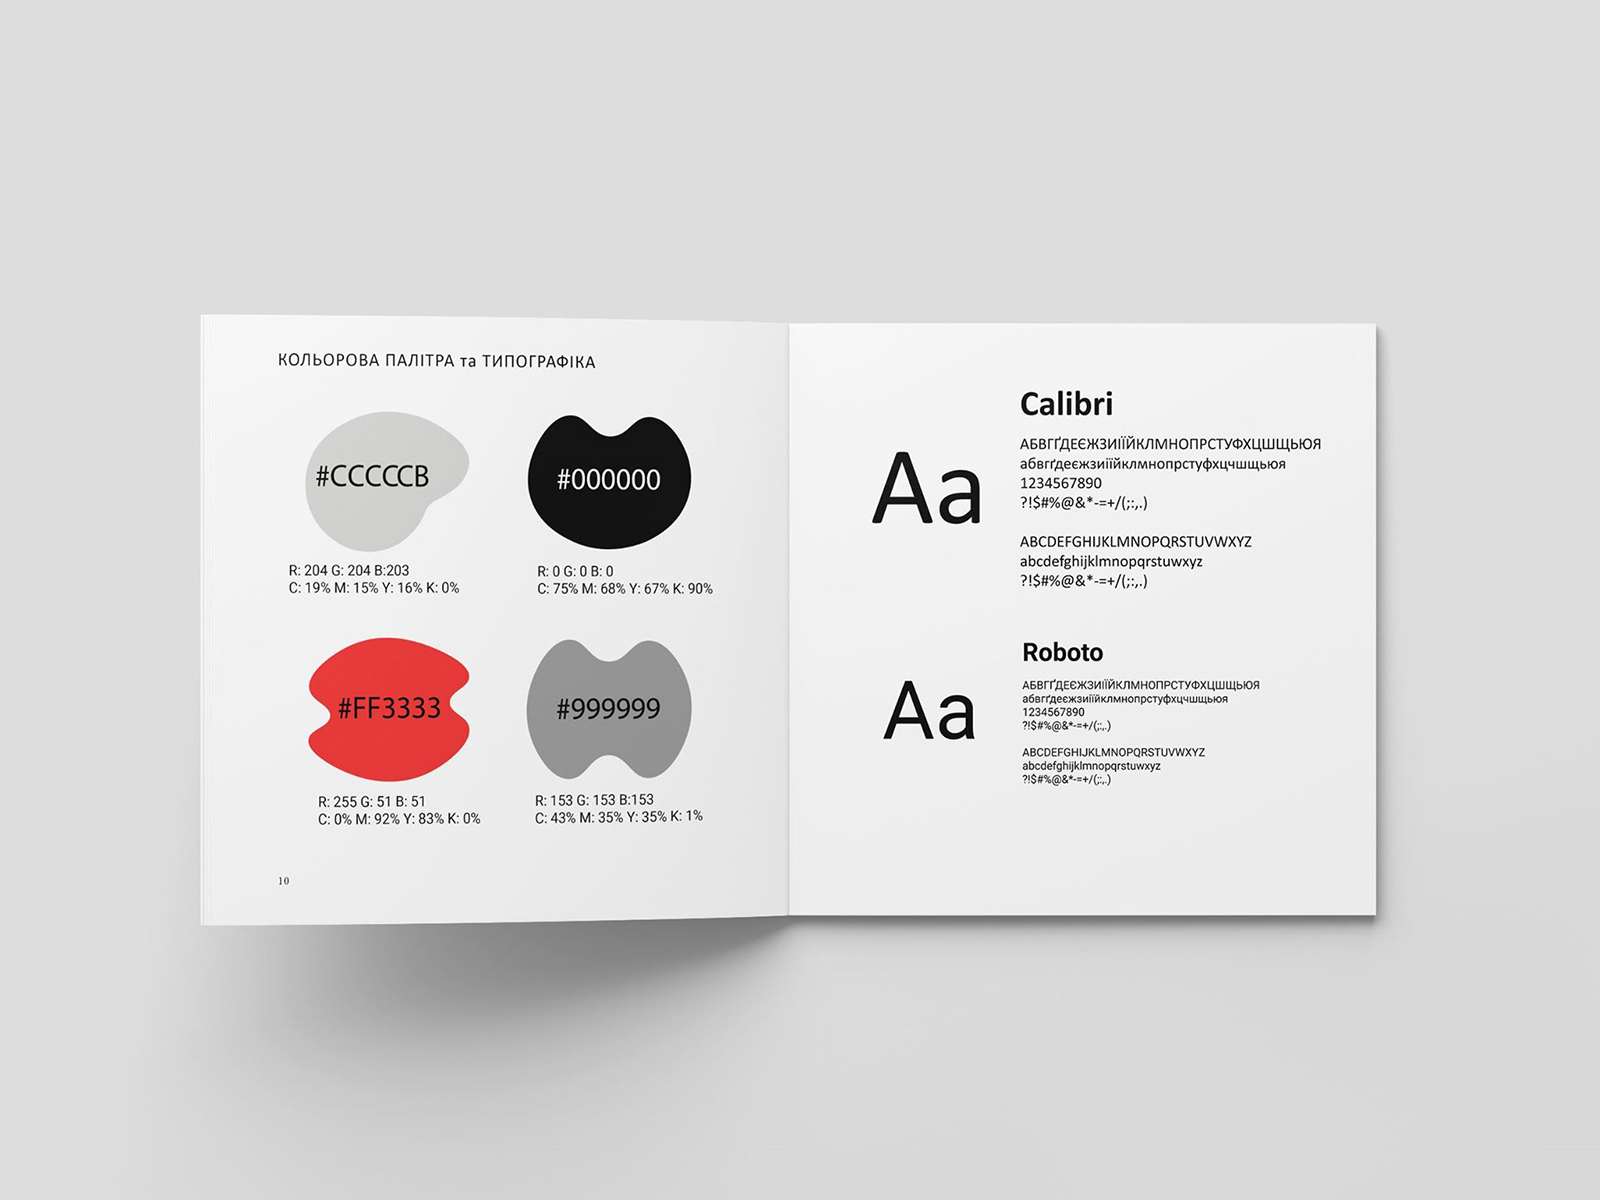 КОЛЬОРОВА ПАЛІТРА та ТИПОГРАФІКА
#CCCCCB
R: 204 G: 204 B:203
C: 19% M: 15% Y: 16% K: 0%
#000000
R: 0 G: 0 B: 0
C: 75% M: 68% Y: 67% K: 90%
#FF3333
R: 255 G: 51 B: 51
C: 0% M: 92% Y: 83% K: 0%
#999999
R: 153 G: 153 B:153
C: 43% M: 35% Y: 35% K: 1%
10
Aa
Calibri
АБВГҐДЕЄЖЗИІЇЙКЛМНОПРСТУФХЦШЩЬЮЯ
абвгґдеєжзиіїйклмнопрстуфхцчшщьюя
1234567890
?!$#%@&*-=+/(;:,.)
ABCDEFGHIJKLMNOPQRSTUVWXYZ
abcdefghijklmnopqrstuwxyz
?!$#%@&*-=+/(;:,.)
Aa
Roboto
АБВГҐДЕЄЖЗИІЇЙКЛМНОПРСТУФХЦШЩЬЮЯ
абвгґдеєжзиіїйклмнопрстуфхцчшщьюя
1234567890
?!$#%@&*-=+/(;:,.)
ABCDEFGHIJKLMNOPQRSTUVWXYZ
abcdefghijklmnopqrstuwxyz
?!$#%@&*-=+/(;:,.)